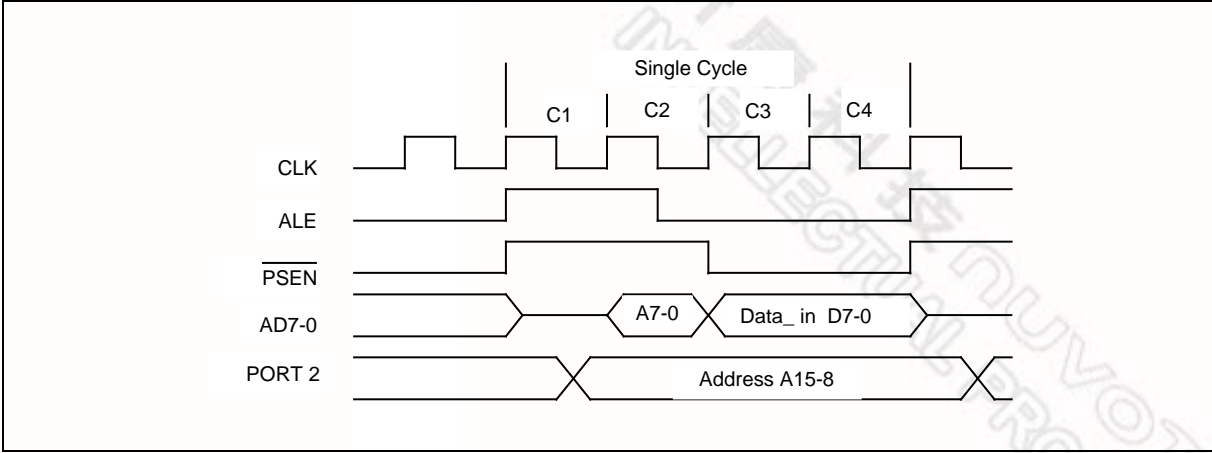 Single Cycle
C1 C2 C3 C4
CLK
ALE
PSEN
AD7-0 A7-0 Data_ in D7-0
PORT 2 Address A15-8